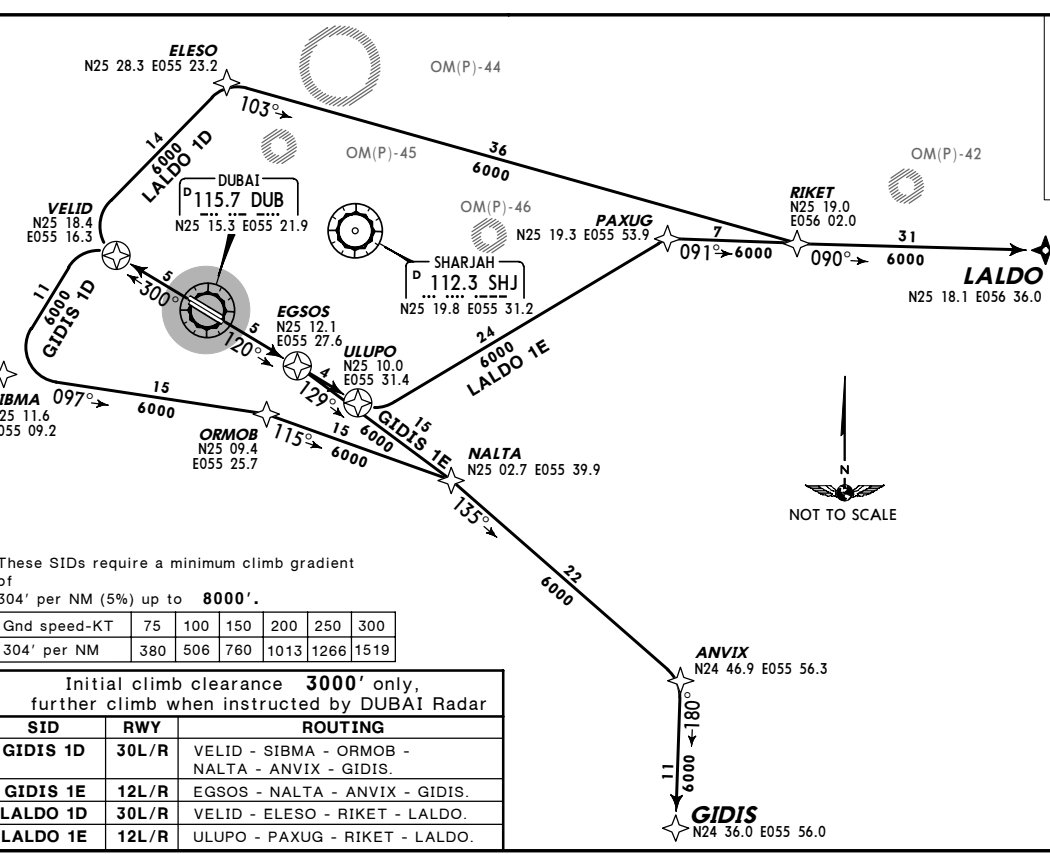 ELESO
N25 28.3 E055 23.2
OM(P)-44
103°
14
6000
LALDO 1D
36
6000
OM(P)-45
OM(P)-42
DUBAI
D 115.7 DUB
N25 15.3 E055 21.9
OM(P)-46
RIKET
N25 19.0
E056 02.0
VELID
N25 18.4
E055 16.3
PAXUG
N25 19.3 E055 53.9
7
091° 6000
31
090° 6000
LALDO
N25 18.1 E056 36.0
SHARJAH
D 112.3 SHJ
N25 19.8 E055 31.2
11
6000
GIDIS 1D
5
300°
5
120°
EGSOS
N25 12.1
E055 27.6
ULUPO
N25 10.0
E055 31.4
4
129°
24
6000
LALDO 1E
IBMA
25 11.6
055 09.2
097°
15
6000
ORMOB
N25 09.4
E055 25.7
115°
15
6000
15
6000
GIDIS 1E
NALTA
N25 02.7 E055 39.9
135°
N
NOT TO SCALE
22
6000
ANVIX
N24 46.9 E055 56.3
180°
11
6000
GIDIS
N24 36.0 E055 56.0
These SIDs require a minimum climb gradient
of
304' per NM (5%) up to 8000'.
Gnd speed-KT 75 100 150 200 250 300
304' per NM 380 506 760 1013 1266 1519
Initial climb clearance 3000' only,
further climb when instructed by DUBAI Radar
SID RWY ROUTING
GIDIS 1D 30L/R VELID - SIBMA - ORMOB -
NALTA - ANVIX - GIDIS.
GIDIS 1E 12L/R EGSOS - NALTA - ANVIX - GIDIS.
LALDO 1D 30L/R VELID - ELESO - RIKET - LALDO.
LALDO 1E 12L/R ULUPO - PAXUG - RIKET - LALDO.